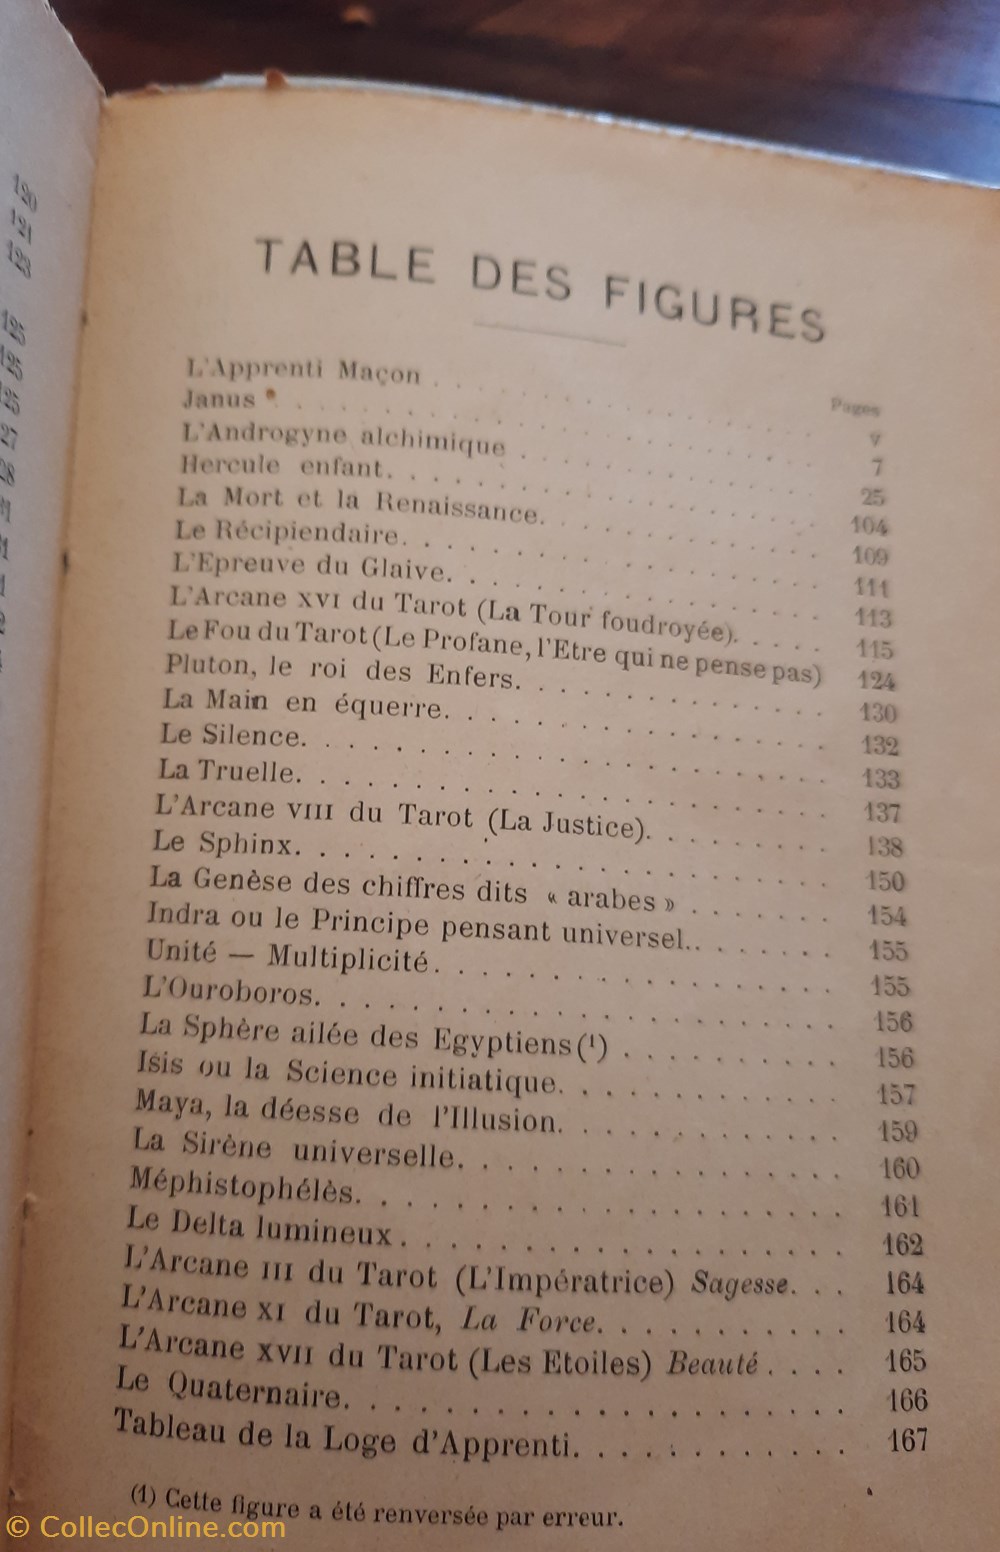 120
121
123
125
125
TABLE DES FIGURES
Pages
L'Apprenti Maçon . . . . . . . . . . v
Janus . . . . . . . . . . 7
L'Androgyne alchimique . . . . . . . . . . 25
Hercule enfant. . . . . . . . . . . 104
La Mort et la Renaissance. . . . . . . . . . . 109
Le Récipiendaire. . . . . . . . . . . 111
L'Epreuve du Glaive. . . . . . . . . . . 113
L'Arcane XVI du Tarot (La Tour foudroyée). . . . . 115
Le Fou du Tarot (Le Profane, l'Etre qui ne pense pas) 124
Pluton, le roi des Enfers. . . . . . . . . . . 130
La Main en équerre. . . . . . . . . . . 132
Le Silence. . . . . . . . . . . 133
La Truelle. . . . . . . . . . . 137
L'Arcane VIII du Tarot (La Justice). . . . . . . . 138
Le Sphinx. . . . . . . . . . . 150
La Genèse des chiffres dits « arabes » . . . . . . . 154
Indra ou le Principe pensant universel.. . . . . . . 155
Unité — Multiplicité. . . . . . . . . . . 155
L'Ouroboros. . . . . . . . . . . 156
La Sphère ailée des Egyptiens (1) . . . . . . . . . 156
Isis ou la Science initiatique. . . . . . . . . . . 157
Maya, la déesse de l'Illusion. . . . . . . . . . . 159
La Sirène universelle. . . . . . . . . . . 160
Méphistophélès. . . . . . . . . . . 161
Le Delta lumineux . . . . . . . . . . . 162
L'Arcane III du Tarot (L'Impératrice) Sagesse. . . 164
L'Arcane XI du Tarot, La Force. . . . . . . . . . 164
L'Arcane XVII du Tarot (Les Etoiles) Beauté . . . . 165
Le Quaternaire. . . . . . . . . . . 166
Tableau de la Loge d'Apprenti. . . . . . . . . . . 167
(1) Cette figure a été renversée par erreur.
© CollecOnline.com